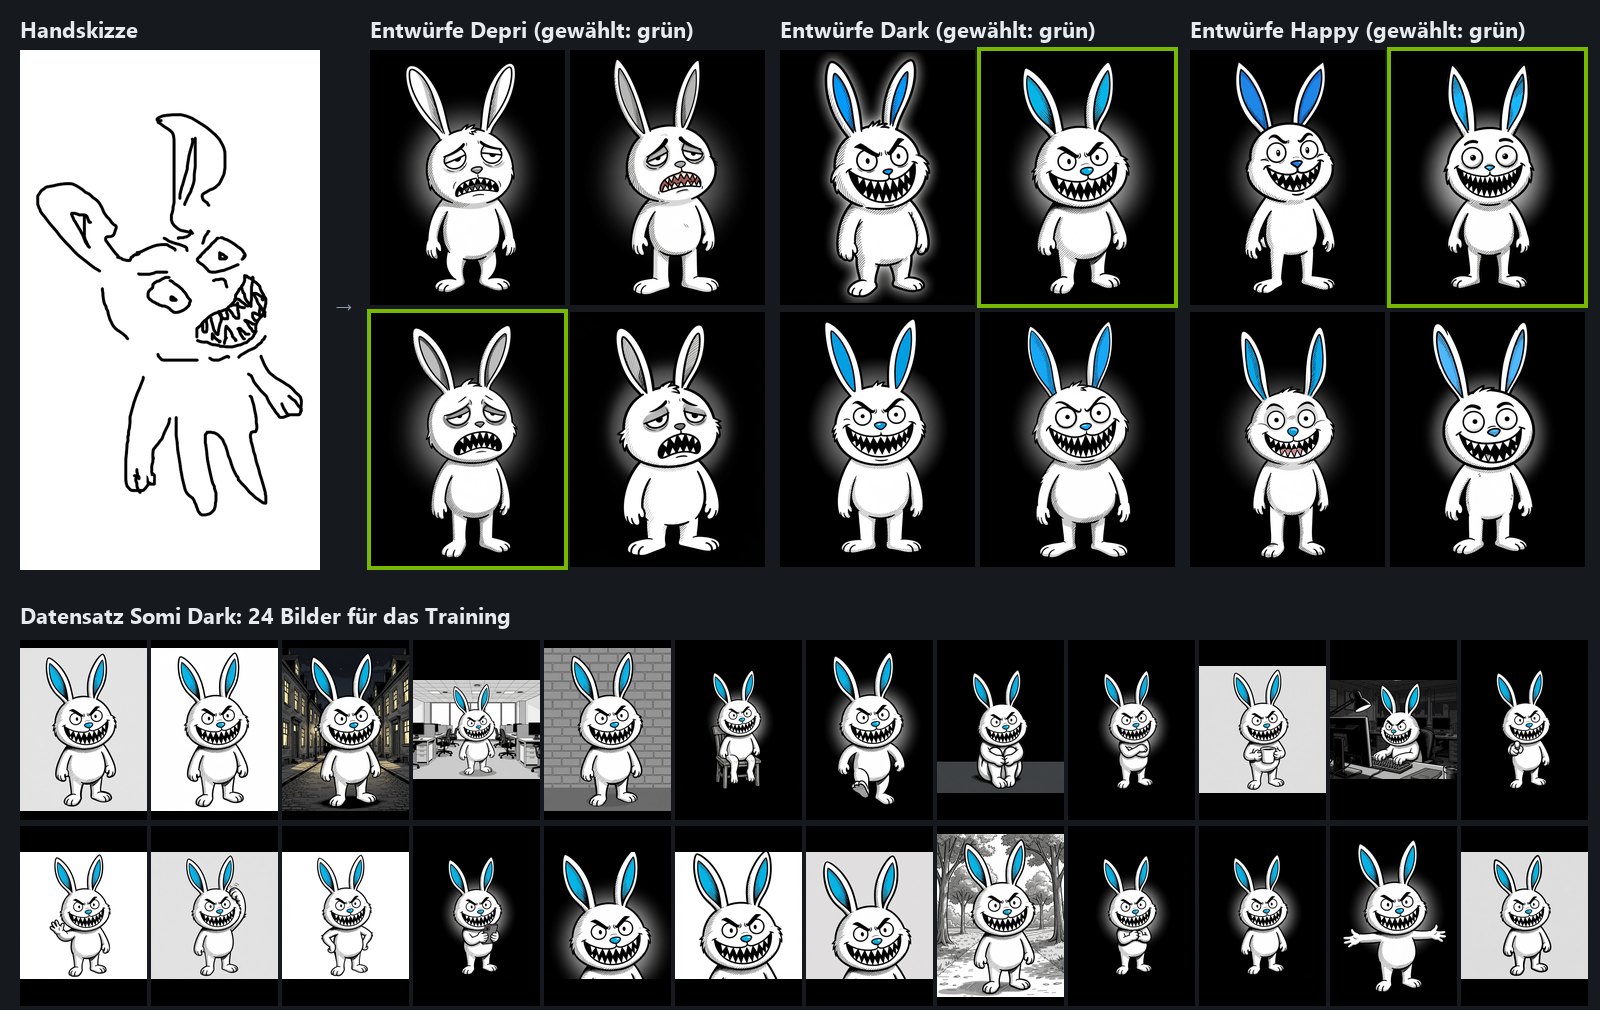 Handskizze
Entwürfe Depri (gewählt: grün)
Entwürfe Dark (gewählt: grün)
Entwürfe Happy (gewählt: grün)
→
Datensatz Somi Dark: 24 Bilder für das Training